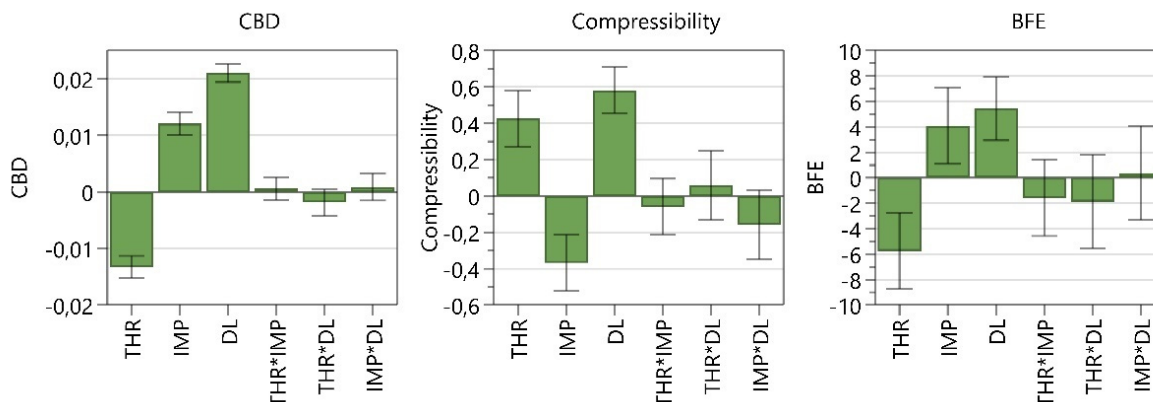 CBD
CBD
0,02
0,01
0
-0,01
-0,02
THR
IMP
DL
THR*IMP
THR*DL
IMP*DL
Compressibility
Compressibility
0,8
0,6
0,4
0,2
0
-0,2
-0,4
-0,6
THR
IMP
DL
THR*IMP
THR*DL
IMP*DL
BFE
BFE
10
8
6
4
2
0
-2
-4
-6
-8
-10
THR
IMP
DL
THR*IMP
THR*DL
IMP*DL